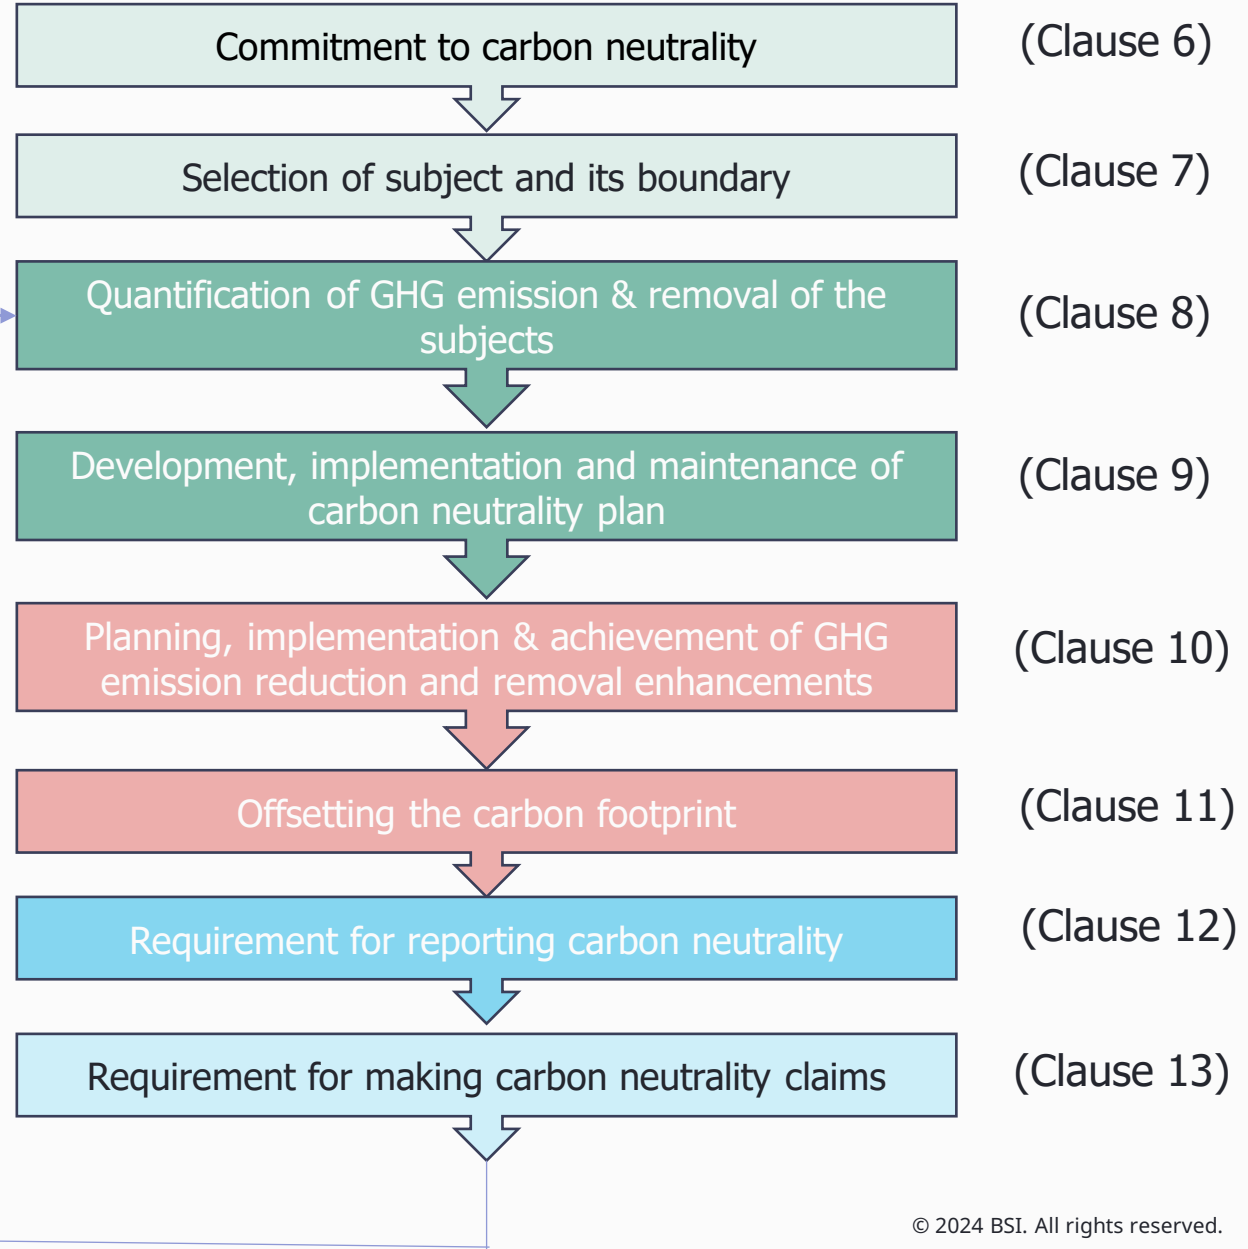 Commitment to carbon neutrality
(Clause 6)
Selection of subject and its boundary
(Clause 7)
Quantification of GHG emission & removal of the
subjects
(Clause 8)
Development, implementation and maintenance of
carbon neutrality plan
(Clause 9)
Planning, implementation & achievement of GHG
emission reduction and removal enhancements
(Clause 10)
Offsetting the carbon footprint
(Clause 11)
Requirement for reporting carbon neutrality
(Clause 12)
Requirement for making carbon neutrality claims
(Clause 13)
© 2024 BSI. All rights reserved.